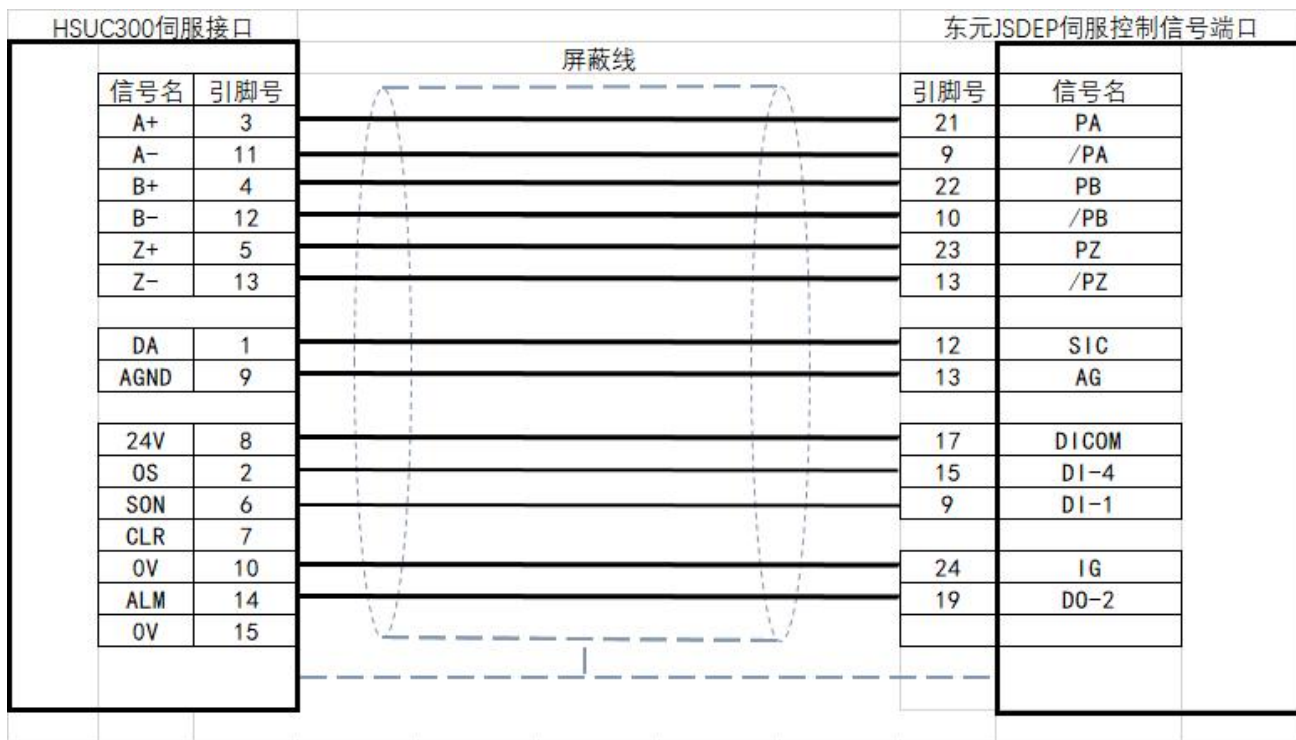 HSUC300伺服接口 东元JSDEP伺服控制信号端口
屏蔽线
信号名 引脚号 引脚号 信号名
A+ 3 21 PA
A- 11 9 /PA
B+ 4 22 PB
B- 12 10 /PB
Z+ 5 23 PZ
Z- 13 13 /PZ
DA 1 12 SIC
AGND 9 13 AG
24V 8 17 DICOM
OS 2 15 DI-4
SON 6 9 DI-1
CLR 7
0V 10 24 IG
ALM 14 19 DO-2
0V 15